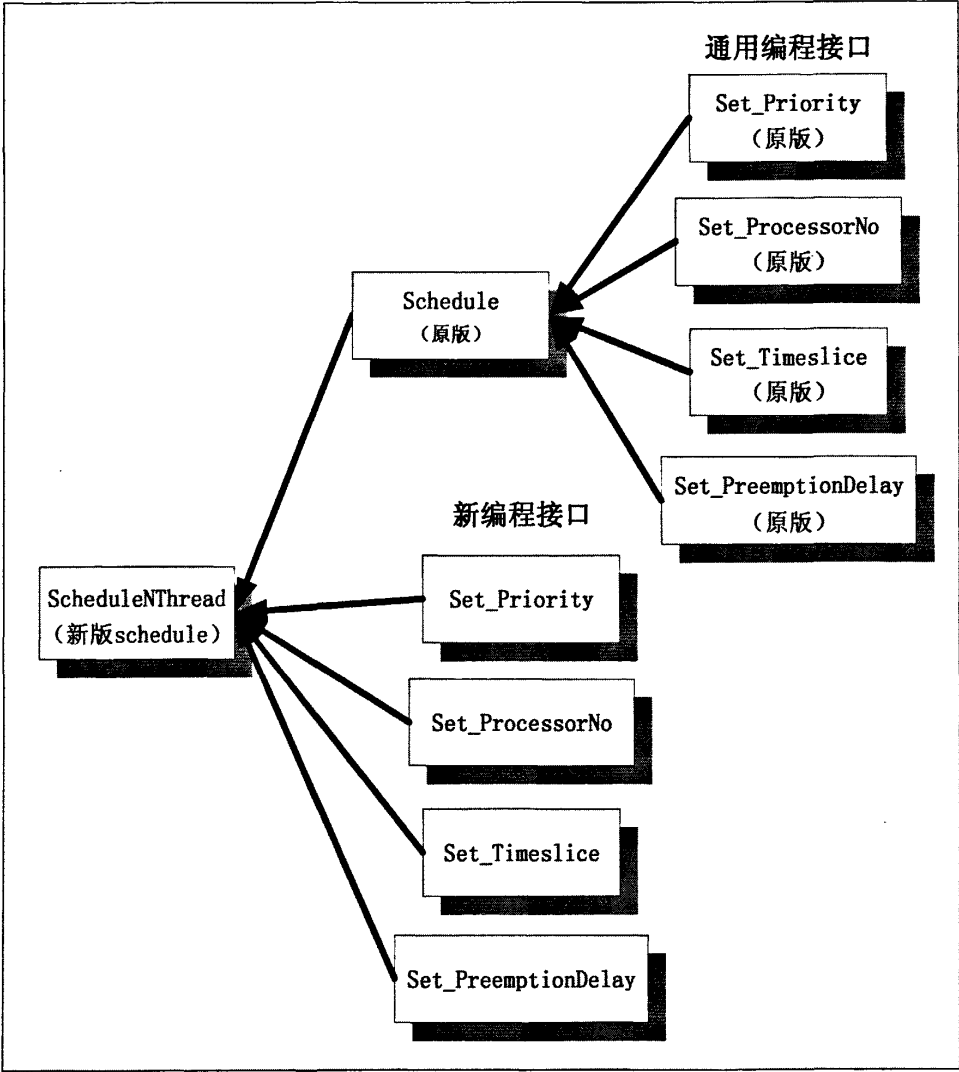 通用编程接口
Set_Priority
（原版）
Set_ProcessorNo
（原版）
Schedule
（原版）
Set_Timeslice
（原版）
Set_PreemptionDelay
（原版）
新编程接口
ScheduleNThread
（新版schedule）
Set_Priority
Set_ProcessorNo
Set_Timeslice
Set_PreemptionDelay